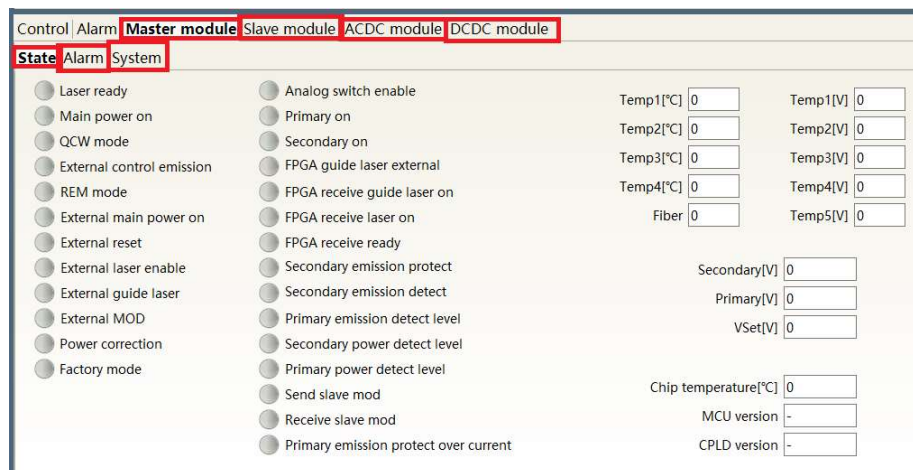 Control Alarm Master module Slave module ACDC module DCDC module
State Alarm System
Laser ready
Main power on
QCW mode
External control emission
REM mode
External main power on
External reset
External laser enable
External guide laser
External MOD
Power correction
Factory mode
Analog switch enable
Primary on
Secondary on
FPGA guide laser external
FPGA receive guide laser on
FPGA receive laser on
FPGA receive ready
Secondary emission protect
Secondary emission detect
Primary emission detect level
Secondary power detect level
Primary power detect level
Send slave mod
Receive slave mod
Primary emission protect over current
Temp1[℃] 0
Temp2[℃] 0
Temp3[℃] 0
Temp4[℃] 0
Fiber 0
Temp1[V] 0
Temp2[V] 0
Temp3[V] 0
Temp4[V] 0
Temp5[V] 0
Secondary[V] 0
Primary[V] 0
VSet[V] 0
Chip temperature[℃] 0
MCU version -
CPLD version -